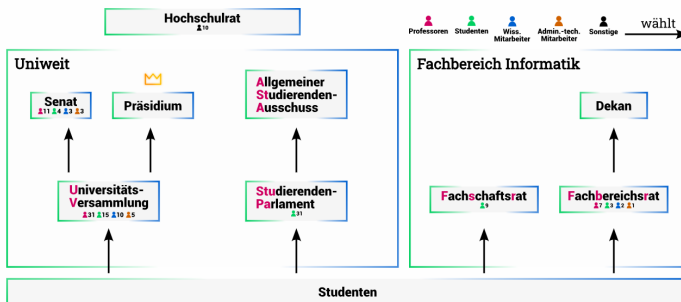 Hochschulrat
10
Professoren
Studenten
Wiss.
Mitarbeiter
Admin.-tech.
Mitarbeiter
Sonstige
wählt
Uniweit
Fachbereich Informatik
Senat
11 4 3 3
Präsidium
Allgemeiner
Studierenden-
Ausschuss
Dekan
Universitäts-
Versammlung
31 15 10 5
Studierenden-
Parlament
31
Fachschaftsrat
9
Fachbereichsrat
7 3 2 1
Studenten